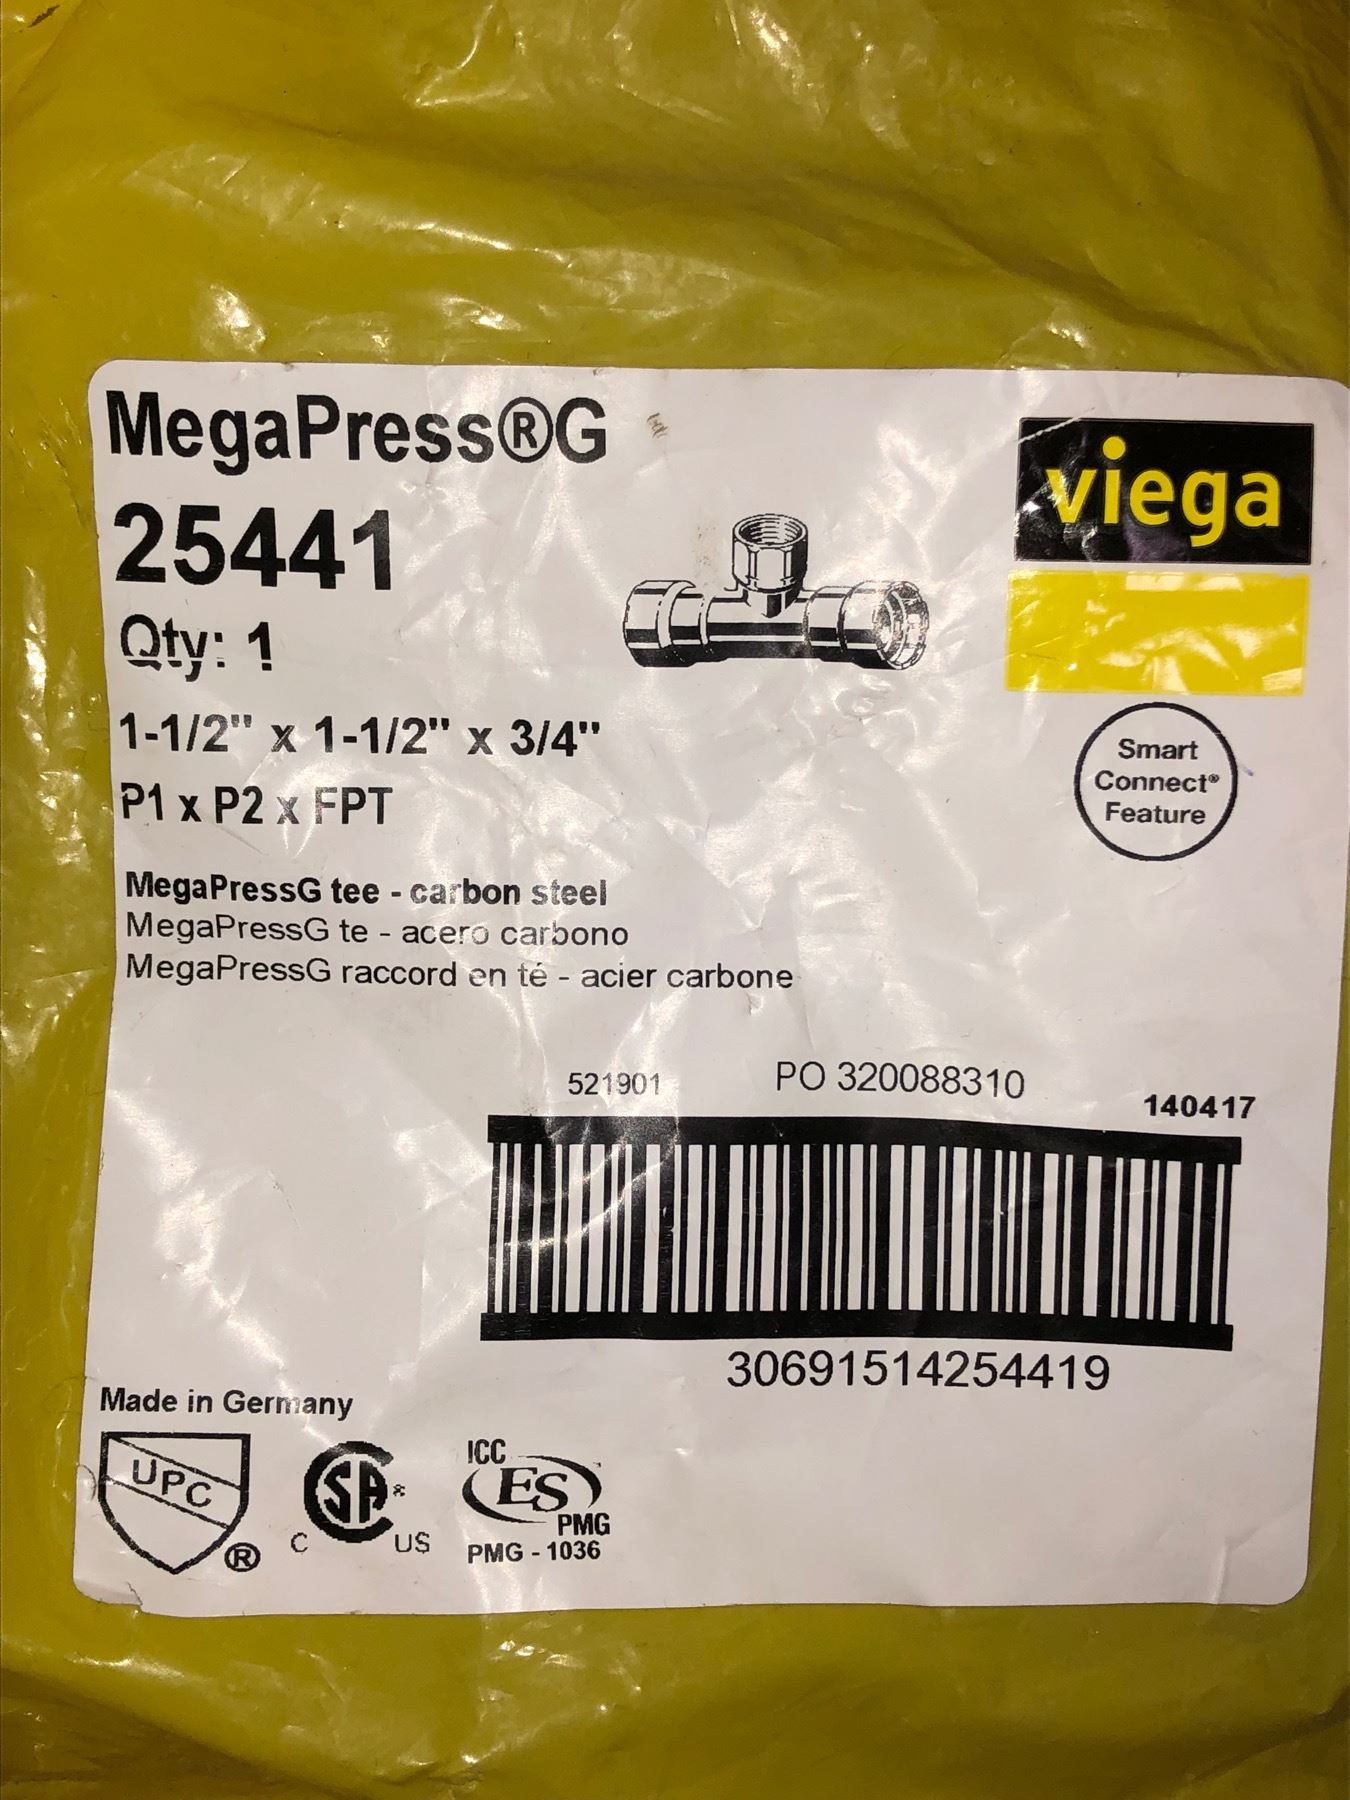 MegaPress®G
viega
25441
Qty: 1
1-1/2" x 1-1/2" x 3/4"
P1 x P2 x FPT
Smart
Connect®
Feature
MegaPressG tee - carbon steel
MegaPressG te - acero carbono
MegaPressG raccord en té - acier carbone
521901
PO 320088310
140417
30691514254419
Made in Germany
UPC
®
C SA & US
ICC
ES
PMG
PMG - 1036